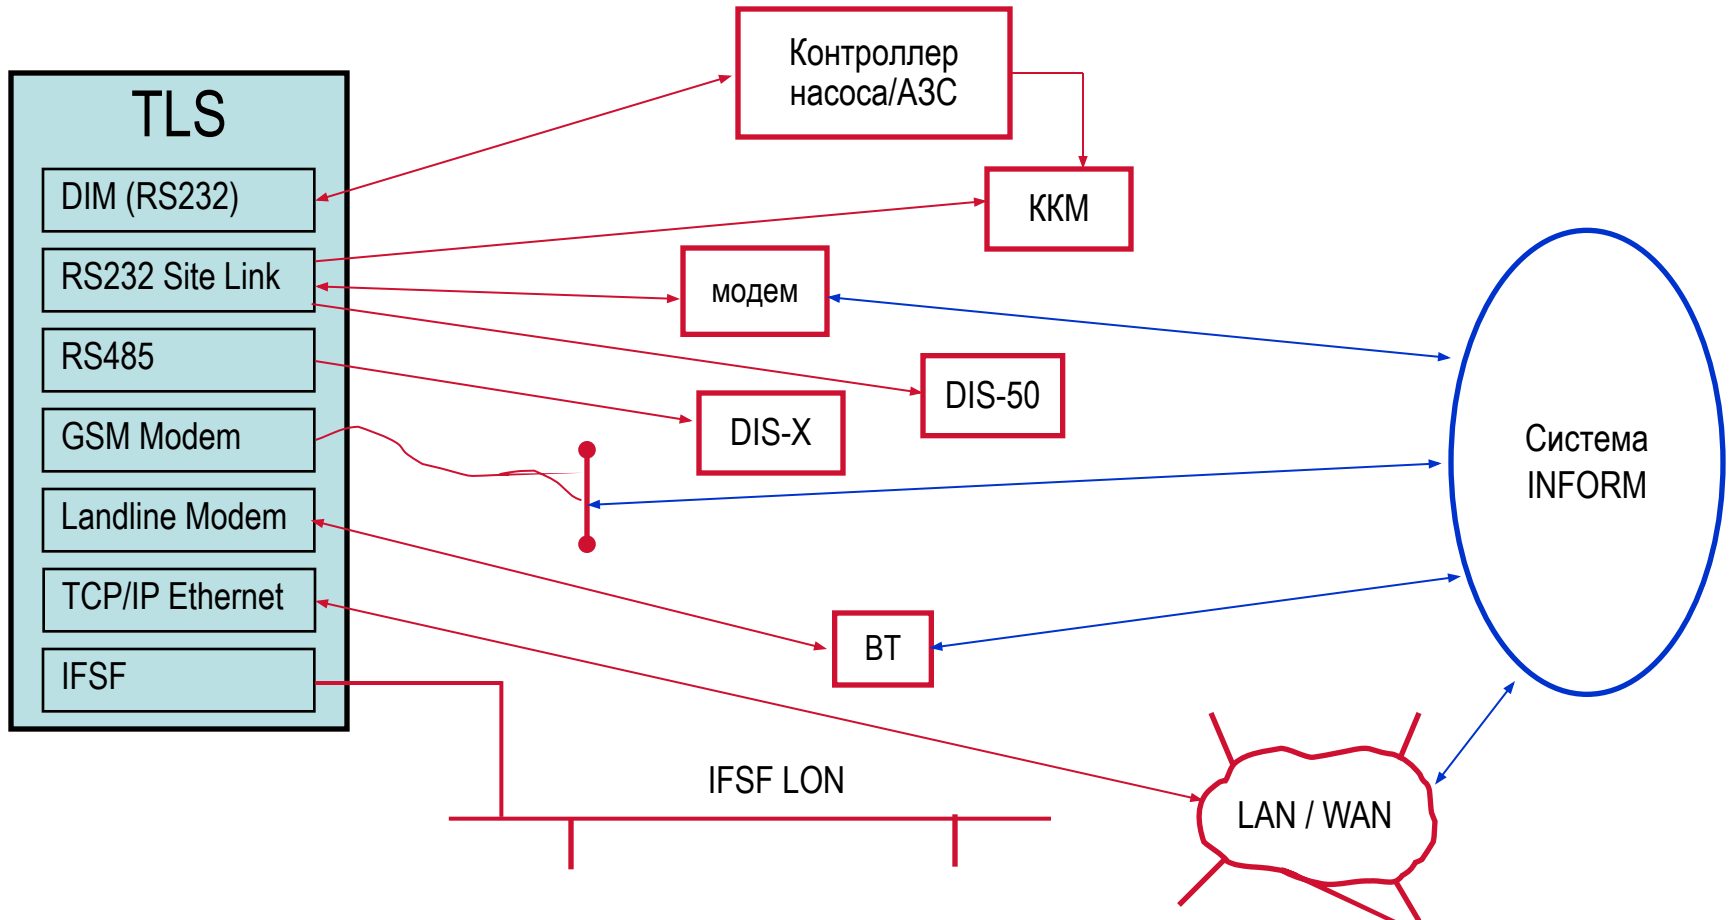 TLS
DIM (RS232)
RS232 Site Link
RS485
GSM Modem
Landline Modem
TCP/IP Ethernet
IFSF
Контроллер
насоса/АЗС
ККМ
модем
DIS-50
DIS-X
ВТ
IFSF LON
LAN / WAN
Система
INFORM